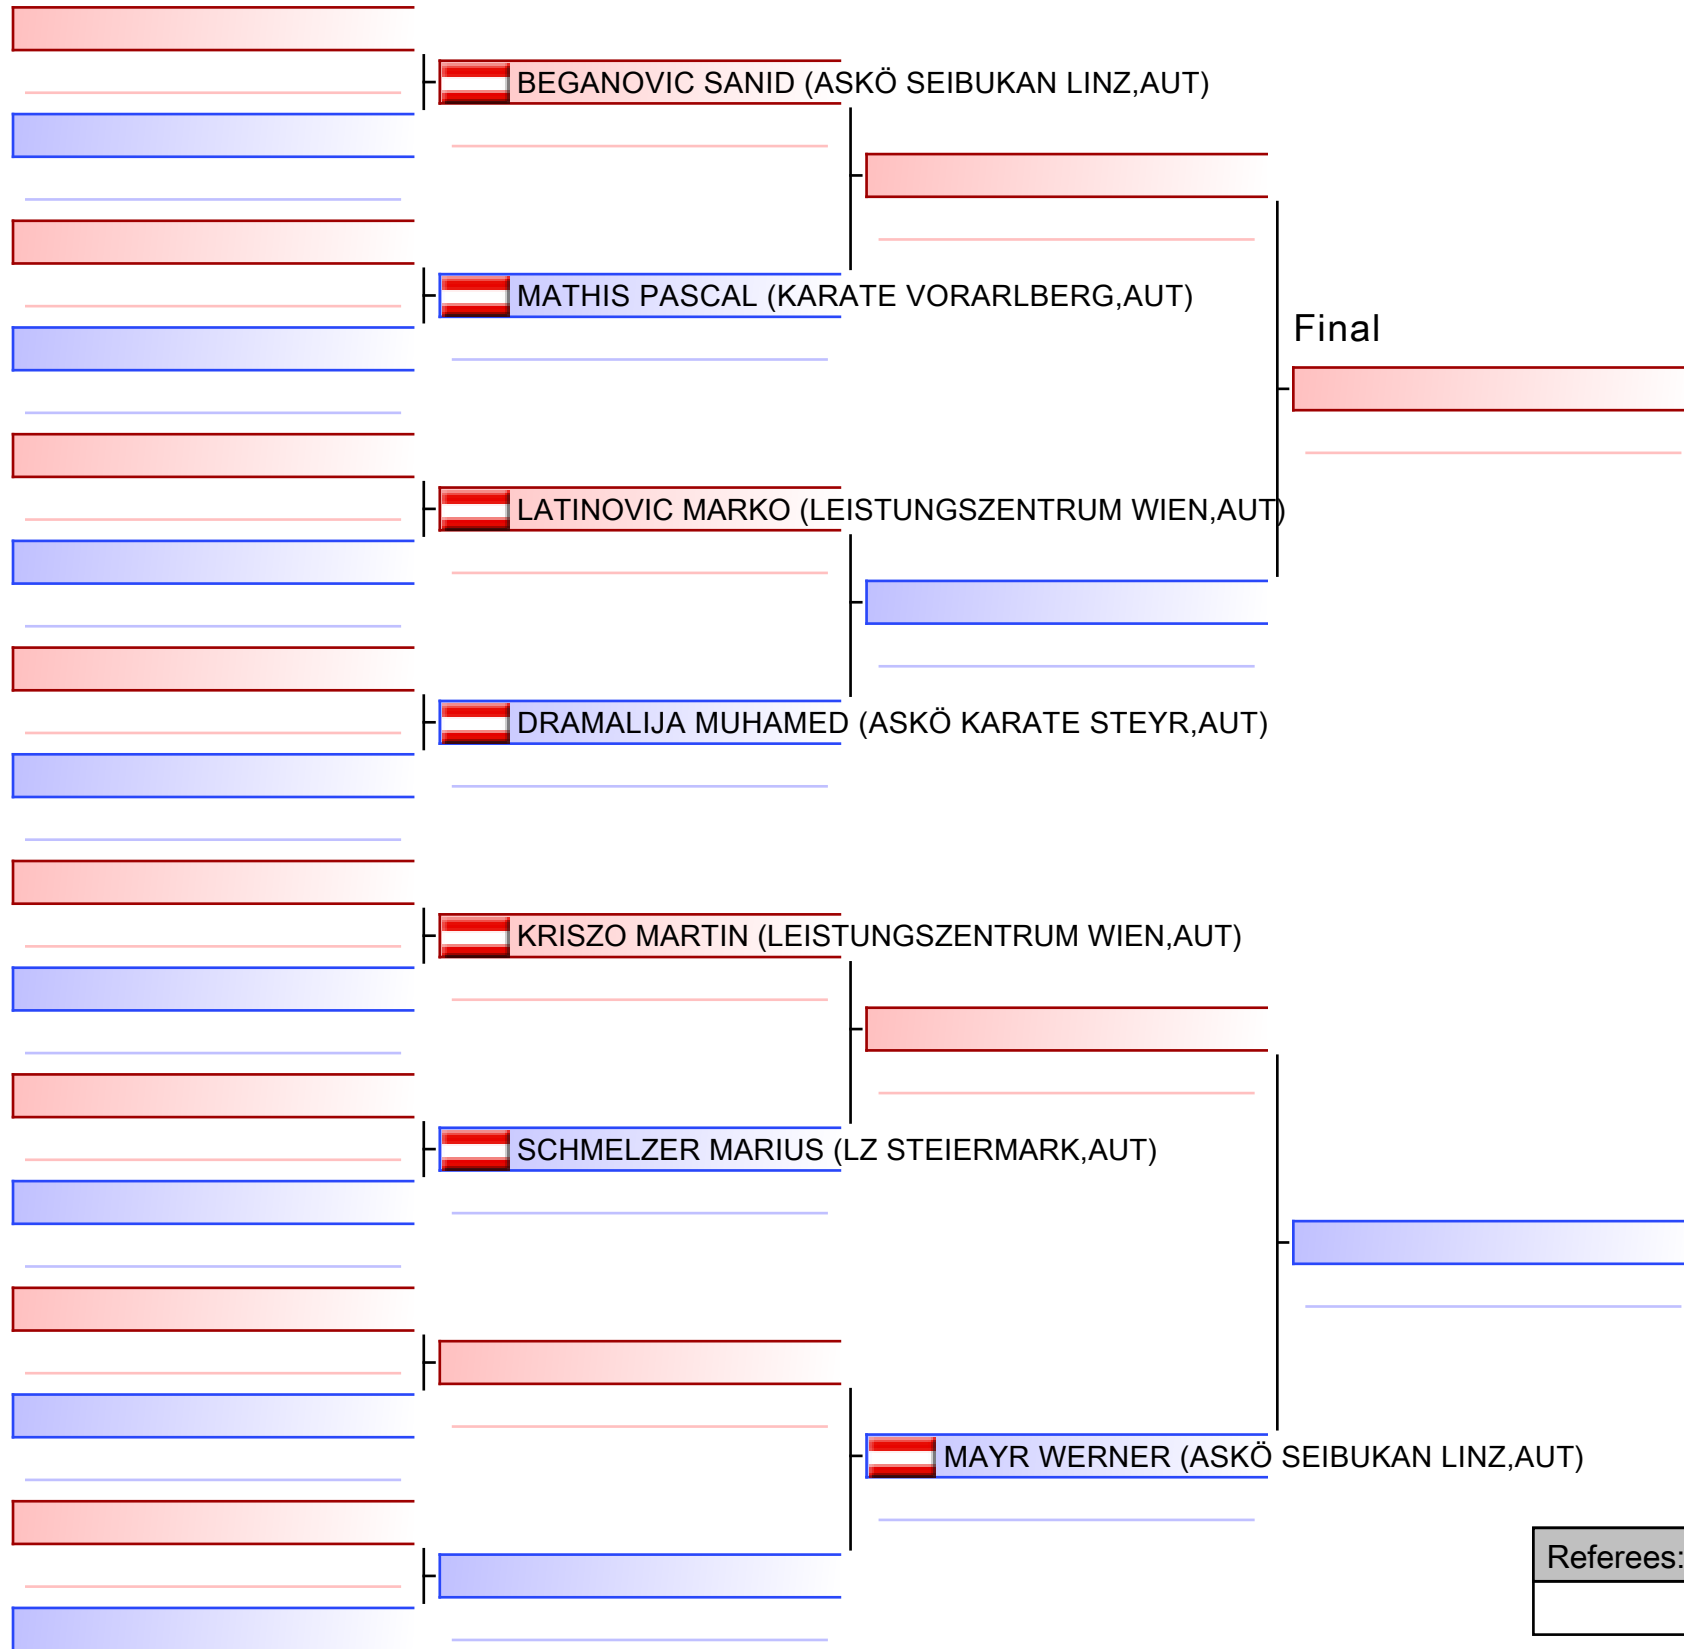 BEGANOVIC SANID (ASKÖ SEIBUKAN LINZ,AUT)
MATHIS PASCAL (KARATE VORARLBERG,AUT)
Final
LATINOVIC MARKO (LEISTUNGSZENTRUM WIEN,AUT)
DRAMALIJA MUHAMED (ASKÖ KARATE STEYR,AUT)
KRISZO MARTIN (LEISTUNGSZENTRUM WIEN,AUT)
SCHMELZER MARIUS (LZ STEIERMARK,AUT)
MAYR WERNER (ASKÖ SEIBUKAN LINZ,AUT)
Referees: